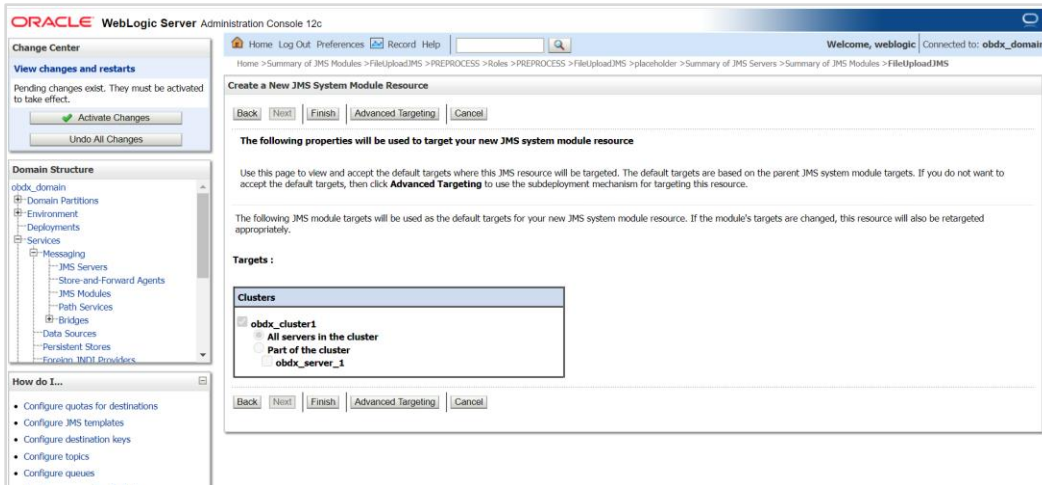 ORACLE WebLogic Server Administration Console 12c
Change Center
View changes and restarts
Pending changes exist. They must be activated
to take effect.
Activate Changes
Undo All Changes
Domain Structure
obdx_domain
Domain Partitions
Environment
Deployments
Services
Messaging
JMS Servers
Store-and-Forward Agents
JMS Modules
Path Services
Bridges
Data Sources
Persistent Stores
Foreign JNDI Providers
How do I...
Configure quotas for destinations
Configure JMS templates
Configure destination keys
Configure topics
Configure queues
Home Log Out Preferences Record Help
Welcome, weblogic Connected to: obdx_domain
Home >Summary of JMS Modules >FileUploadJMS >PREPROCESS >Roles >PREPROCESS >FileUploadJMS >placeholder >Summary of JMS Servers >Summary of JMS Modules >FileUploadJMS
Create a New JMS System Module Resource
Back Next Finish Advanced Targeting Cancel
The following properties will be used to target your new JMS system module resource
Use this page to view and accept the default targets where this JMS resource will be targeted. The default targets are based on the parent JMS system module targets. If you do not want to
accept the default targets, then click Advanced Targeting to use the subdeployment mechanism for targeting this resource.
The following JMS module targets will be used as the default targets for your new JMS system module resource. If the module's targets are changed, this resource will also be retargeted
appropriately.
Targets :
Clusters
obdx_cluster1
All servers in the cluster
Part of the cluster
obdx_server_1
Back Next Finish Advanced Targeting Cancel